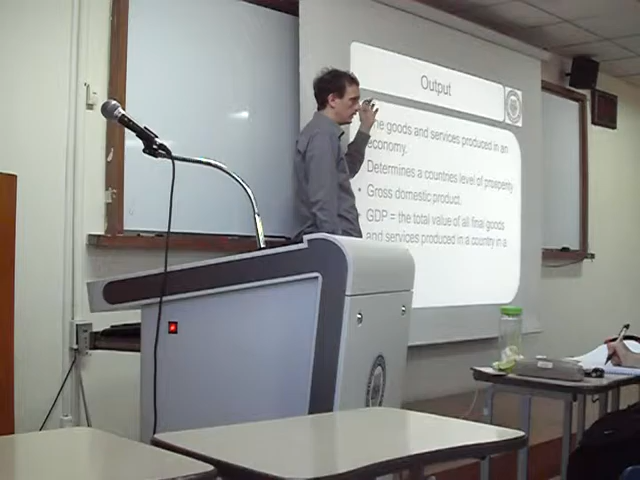 Output
goods and services produced in an
economy.
Determines a countries level of prosperity
• Gross domestic product.
• GDP = the total value of all final goods
and services produced in a country in a